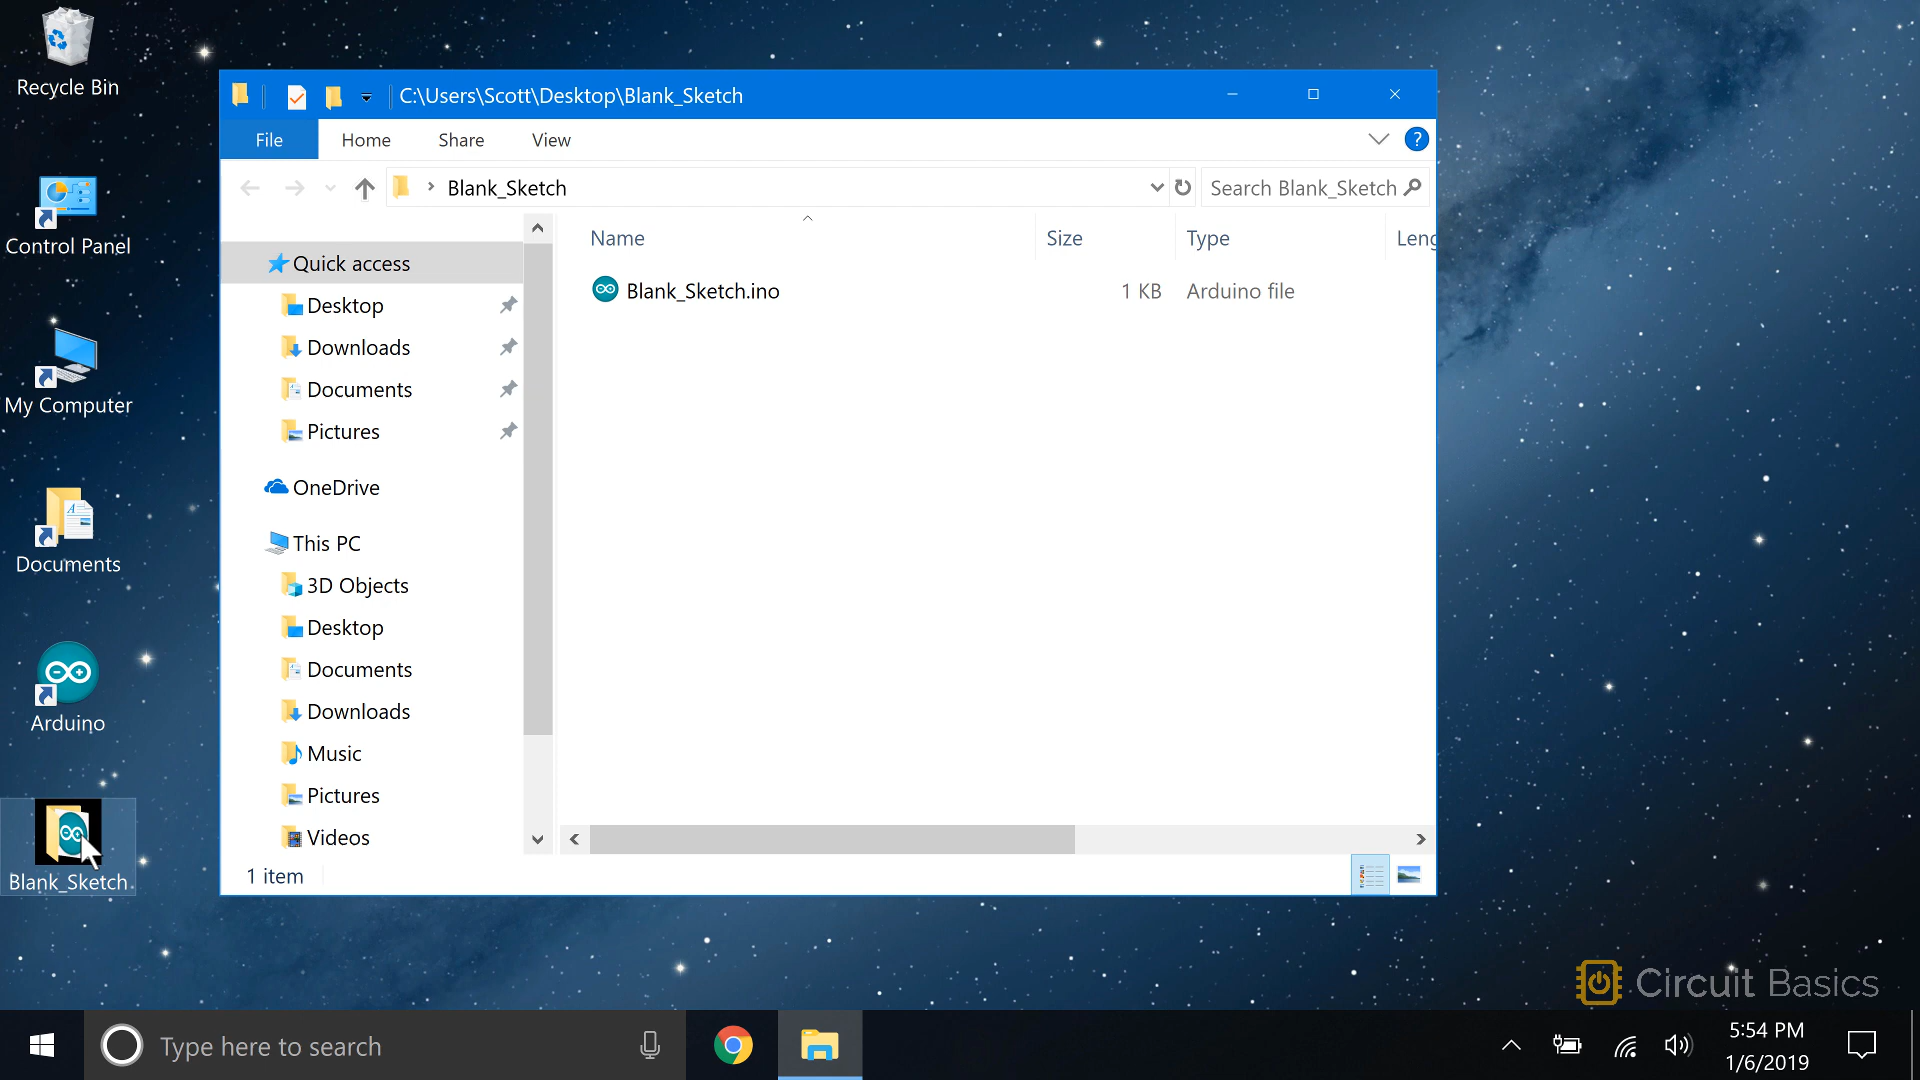 Recycle Bin
Control Panel
My Computer
Documents
Arduino
Blank_Sketch
C:\Users\Scott\Desktop\Blank_Sketch
File Home Share View
?
Blank_Sketch
Search Blank_Sketch
Quick access
Desktop
Downloads
Documents
Pictures
OneDrive
This PC
3D Objects
Desktop
Documents
Downloads
Music
Pictures
Videos
Name Size Type Leng
Blank_Sketch.ino 1 KB Arduino file
1 item
Circuit Basics
Type here to search
5:54 PM
1/6/2019